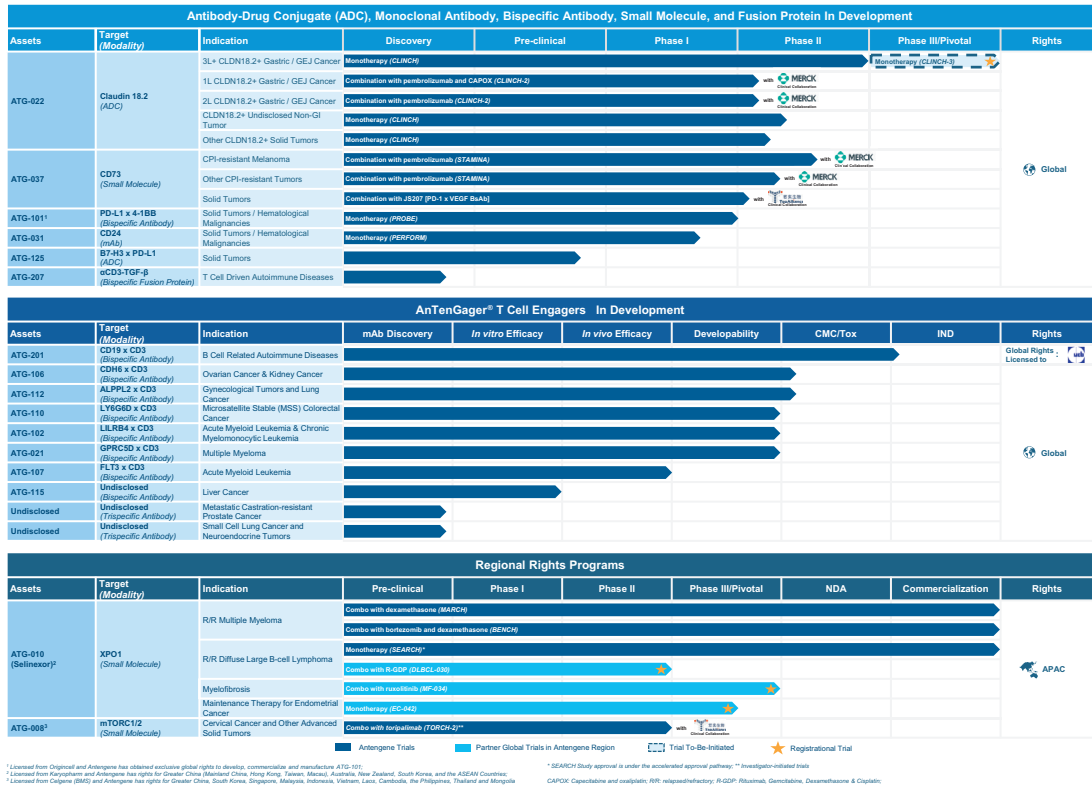 Antibody-Drug Conjugate (ADC), Monoclonal Antibody, Bispecific Antibody, Small Molecule, and Fusion Protein In Development
Assets Target (Modality) Indication Discovery Pre-clinical Phase I Phase II Phase III/Pivotal Rights
ATG-022 Claudin 18.2 (ADC)
3L+ CLDN18.2+ Gastric / GEJ Cancer Monotherapy (CLINCH) Monotherapy (CLINCH-3)
1L CLDN18.2+ Gastric / GEJ Cancer Combination with pembrolizumab and CAPOX (CLINCH-2) with MERCK Clinical Collaboration
2L CLDN18.2+ Gastric / GEJ Cancer Combination with pembrolizumab (CLINCH-2) with MERCK Clinical Collaboration
CLDN18.2+ Undisclosed Non-GI Tumor Monotherapy (CLINCH)
Other CLDN18.2+ Solid Tumors Monotherapy (CLINCH)
ATG-037 CD73 (Small Molecule)
CPI-resistant Melanoma Combination with pembrolizumab (STAMINA) with MERCK Clinical Collaboration
Other CPI-resistant Tumors Combination with pembrolizumab (STAMINA) with MERCK Clinical Collaboration
Solid Tumors Combination with JS207 [PD-1 x VEGF BsAb] with Clinical Collaboration
Global
ATG-101¹ PD-L1 x 4-1BB (Bispecific Antibody) Solid Tumors / Hematological Malignancies Monotherapy (PROBE)
ATG-031 CD24 (mAb) Solid Tumors / Hematological Malignancies Monotherapy (PERFORM)
ATG-125 B7-H3 x PD-L1 (ADC) Solid Tumors
ATG-207 αCD3-TGF-β (Bispecific Fusion Protein) T Cell Driven Autoimmune Diseases
AnTenGager® T Cell Engagers In Development
Assets Target (Modality) Indication mAb Discovery In vitro Efficacy In vivo Efficacy Developability CMC/Tox IND Rights
ATG-201 CD19 x CD3 (Bispecific Antibody) B Cell Related Autoimmune Diseases Global Rights Licensed to : ucb
ATG-106 CDH6 x CD3 (Bispecific Antibody) Ovarian Cancer & Kidney Cancer
ATG-112 ALPPL2 x CD3 (Bispecific Antibody) Gynecological Tumors and Lung Cancer
ATG-110 LY6G6D x CD3 (Bispecific Antibody) Microsatellite Stable (MSS) Colorectal Cancer
ATG-102 LILRB4 x CD3 (Bispecific Antibody) Acute Myeloid Leukemia & Chronic Myelomonocytic Leukemia
ATG-021 GPRC5D x CD3 (Bispecific Antibody) Multiple Myeloma
Global
ATG-107 FLT3 x CD3 (Bispecific Antibody) Acute Myeloid Leukemia
ATG-115 Undisclosed (Bispecific Antibody) Liver Cancer
Undisclosed Undisclosed (Trispecific Antibody) Metastatic Castration-resistant Prostate Cancer
Undisclosed Undisclosed (Trispecific Antibody) Small Cell Lung Cancer and Neuroendocrine Tumors
Regional Rights Programs
Assets Target (Modality) Indication Pre-clinical Phase I Phase II Phase III/Pivotal NDA Commercialization Rights
ATG-010 (Selinexor)² XPO1 (Small Molecule)
R/R Multiple Myeloma Combo with dexamethasone (MARCH)
Combo with bortezomib and dexamethasone (BENCH)
R/R Diffuse Large B-cell Lymphoma Monotherapy (SEARCH)*
Combo with R-GDP (DLBCL-030)
APAC
Myelofibrosis Combo with ruxolitinib (MF-034)
Maintenance Therapy for Endometrial Cancer Monotherapy (EC-042)
ATG-008³ mTORC1/2 (Small Molecule) Cervical Cancer and Other Advanced Solid Tumors Combo with toripalimab (TORCH-2)** with Clinical Collaboration
Antengene Trials Partner Global Trials in Antengene Region Trial To-Be-Initiated Registrational Trial
¹ Licensed from Origincell and Antengene has obtained exclusive global rights to develop, commercialize and manufacture ATG-101;
² Licensed from Karyopharm and Antengene has rights for Greater China (Mainland China, Hong Kong, Taiwan, Macau), Australia, New Zealand, South Korea, and the ASEAN Countries;
³ Licensed from Celgene (BMS) and Antengene has rights for Greater China, South Korea, Singapore, Malaysia, Indonesia, Vietnam, Laos, Cambodia, the Philippines, Thailand and Mongolia
* SEARCH Study approval is under the accelerated approval pathway; ** Investigator-initiated trials
CAPOX: Capecitabine and oxaliplatin; R/R: relapsed/refractory; R-GDP: Rituximab, Gemcitabine, Dexamethasone & Cisplatin;